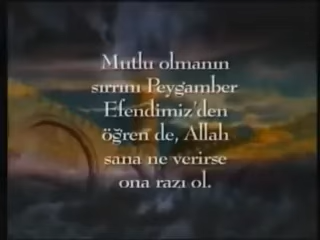 Mutlu olmanın
sırrını Peygamber
Efendimiz'den
öğren de, Allah
sana ne verirse
ona razı ol.